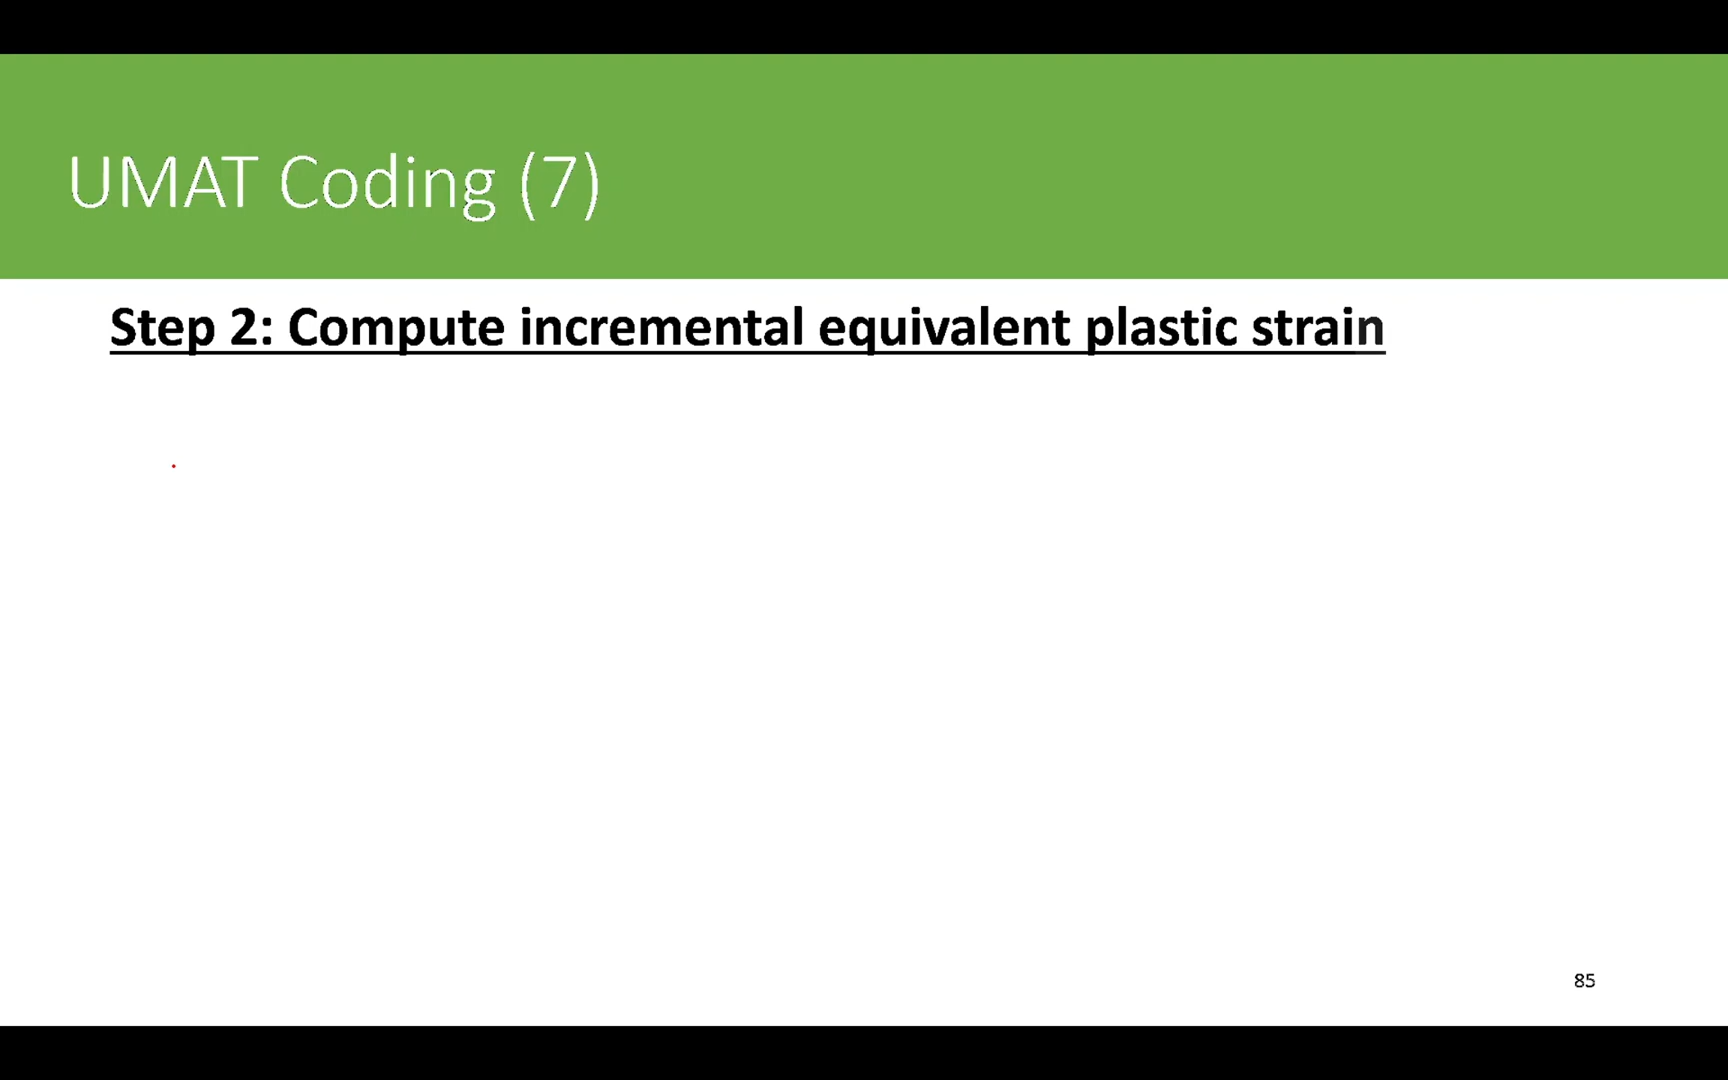 UMAT Coding (7)
Step 2: Compute incremental equivalent plastic strain
85